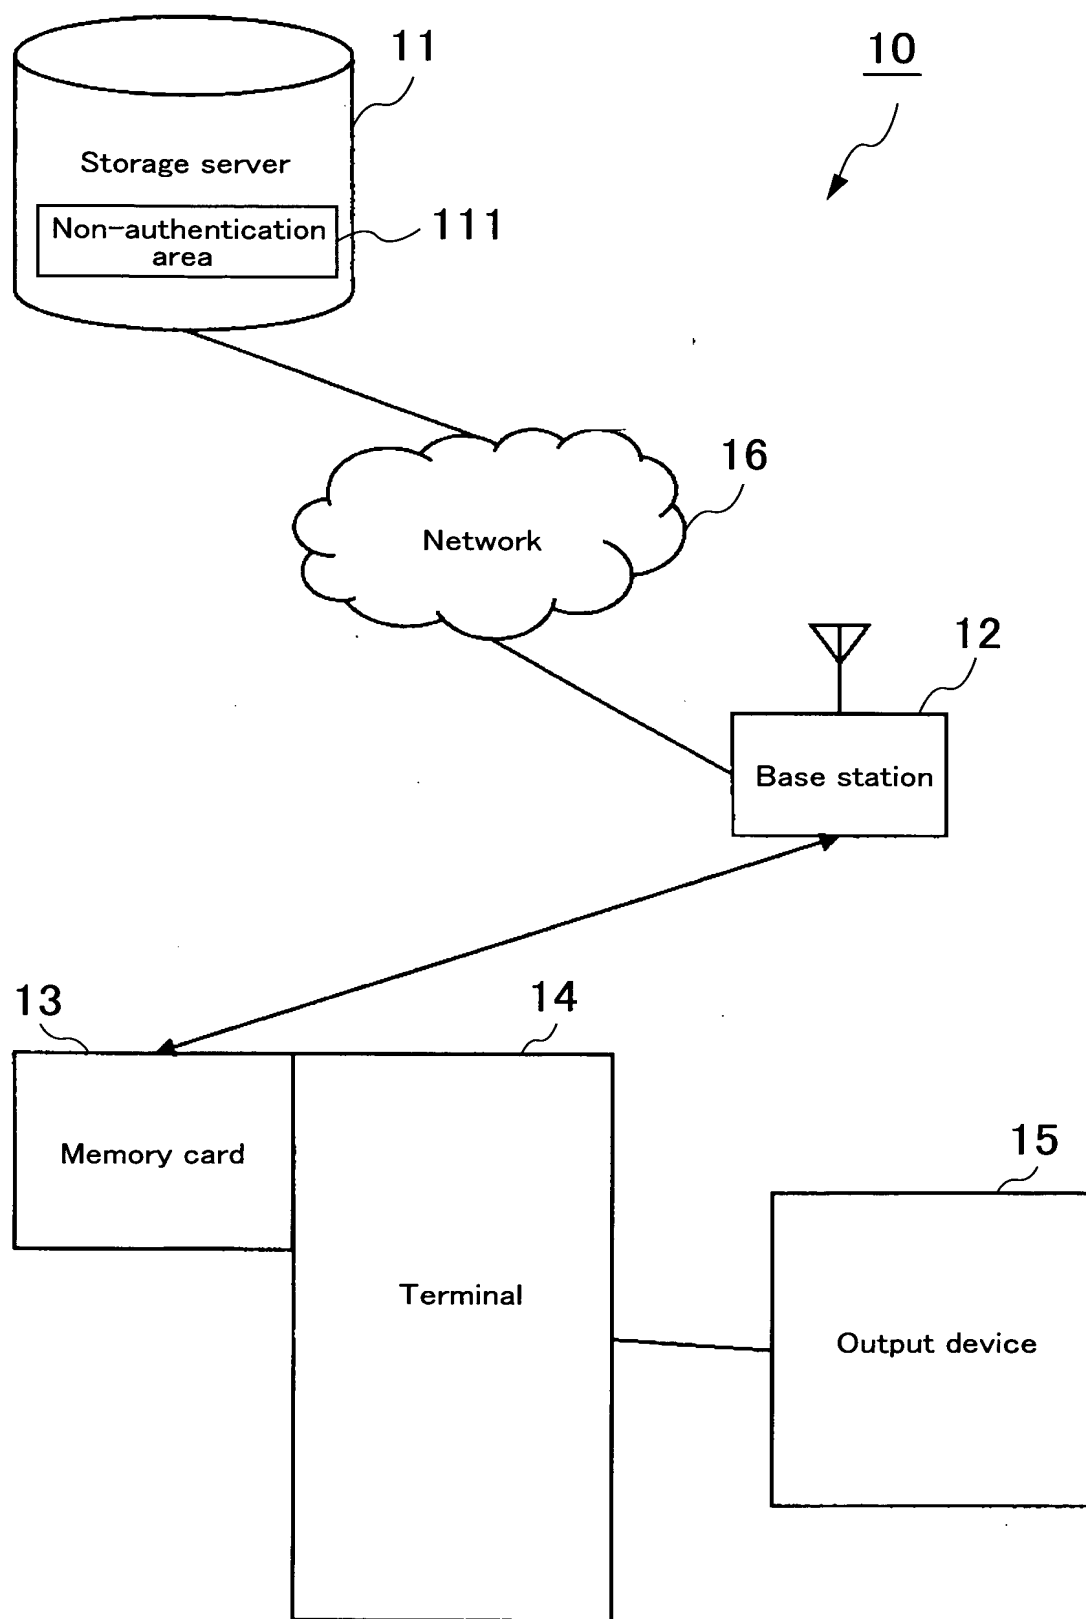 11
10
Storage server
Non-authentication
area
111
16
Network
12
Base station
13
14
Memory card
15
Terminal
Output device